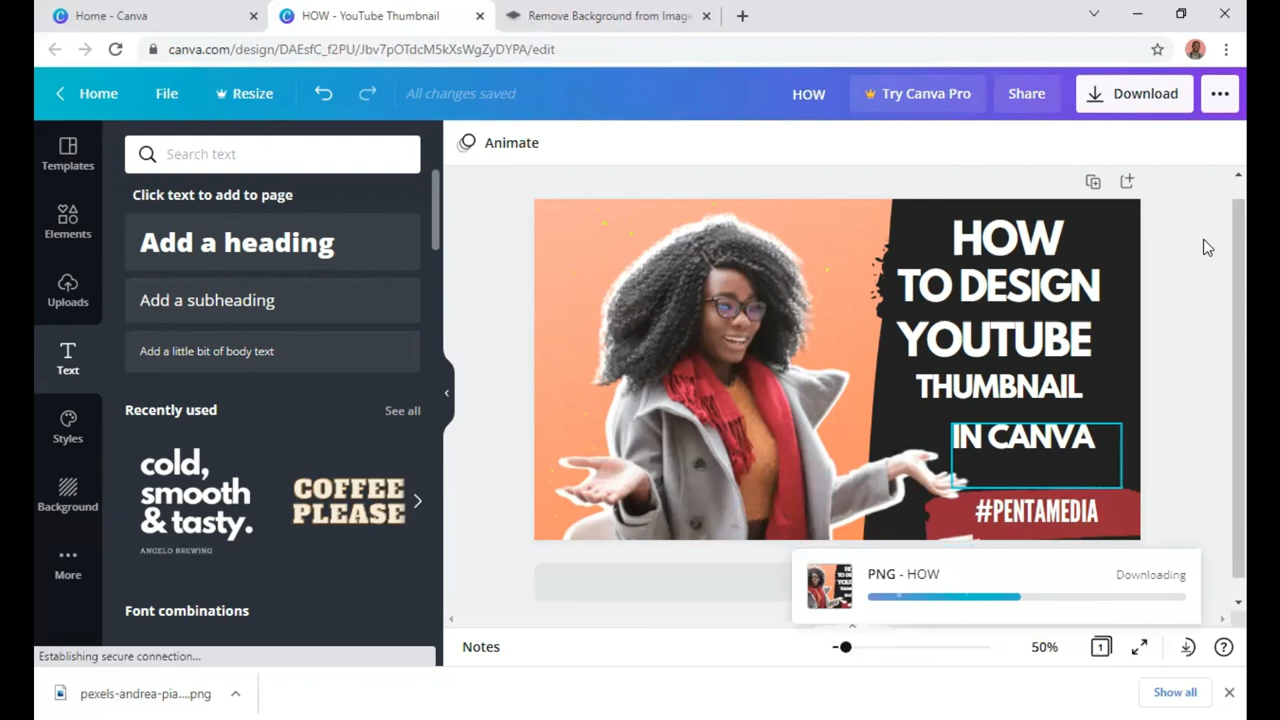 Home - Canva
HOW - YouTube Thumbnail
Remove Background from Imag
canva.com/design/DAEsfC_f2PU/Jbv7pOTdcM5kXsWgZyDYPA/edit
Home
File
Resize
All changes saved
HOW
Try Canva Pro
Share
Download
Templates
Elements
Uploads
Text
Styles
Background
More
Search text
Click text to add to page
Add a heading
Add a subheading
Add a little bit of body text
Recently used
See all
cold,
smooth
& tasty.
ANGELO BREWING
COFFEE
PLEASE
Font combinations
Animate
HOW
TO DESIGN
YOUTUBE
THUMBNAIL
IN CANVA
#PENTAMEDIA
PNG - HOW
Downloading
Notes
50%
1
Establishing secure connection...
pexels-andrea-pia....png
Show all